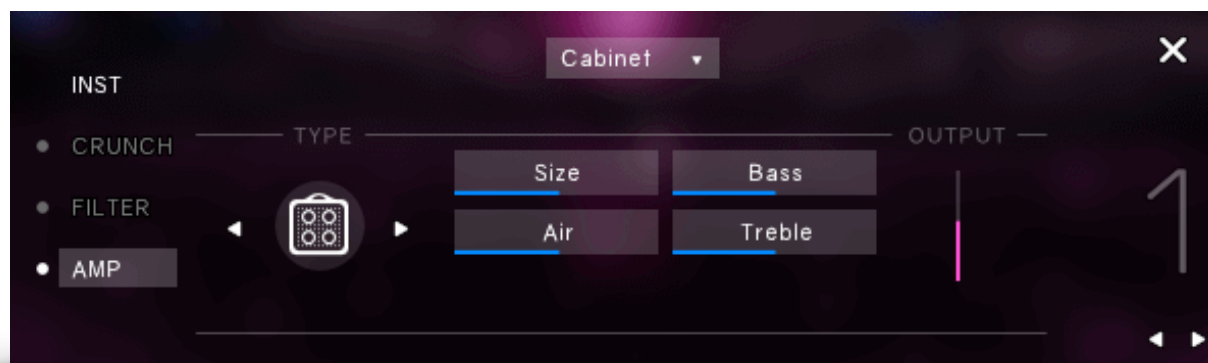 Cabinet
INST
CRUNCH
TYPE
OUTPUT
Size
Bass
FILTER
Air
Treble
AMP
1